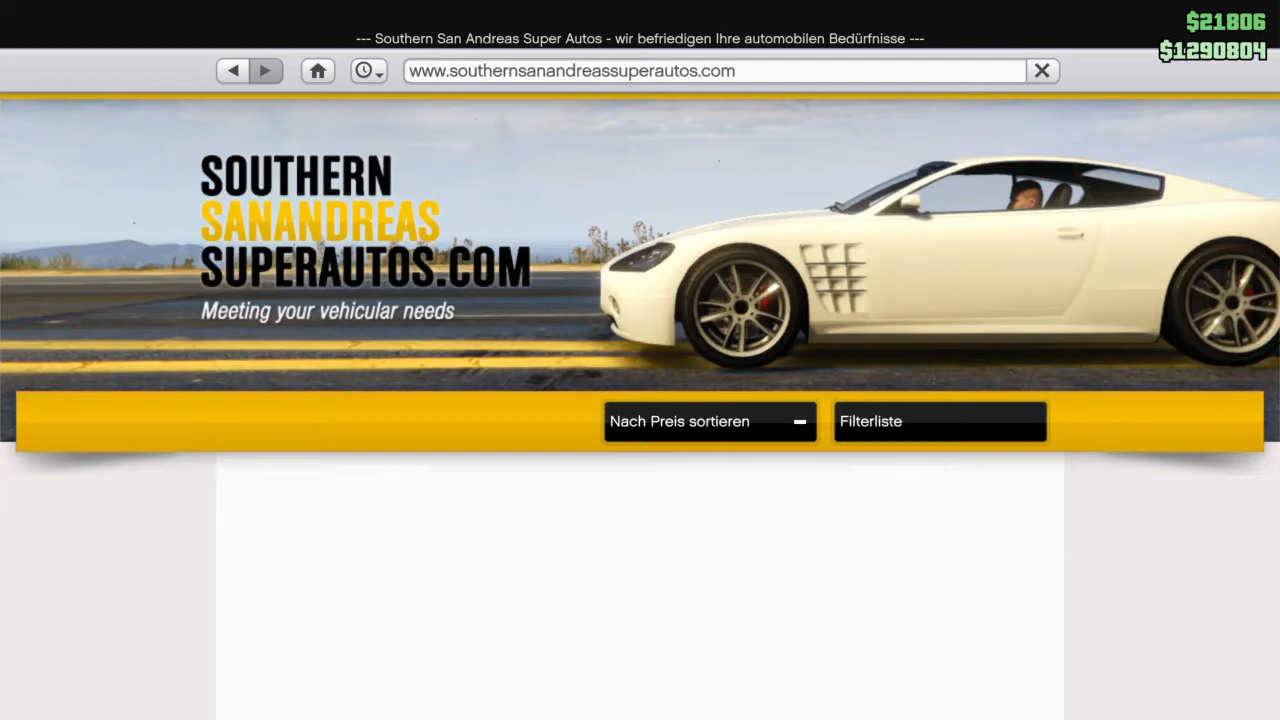 $21806
--- Southern San Andreas Super Autos - wir befriedigen Ihre automobilen Bedürfnisse ---
$1290804
www.southernsanandreassuperautos.com
SOUTHERN
SANANDREAS
SUPERAUTOS.COM
Meeting your vehicular needs
Nach Preis sortieren
Filterliste